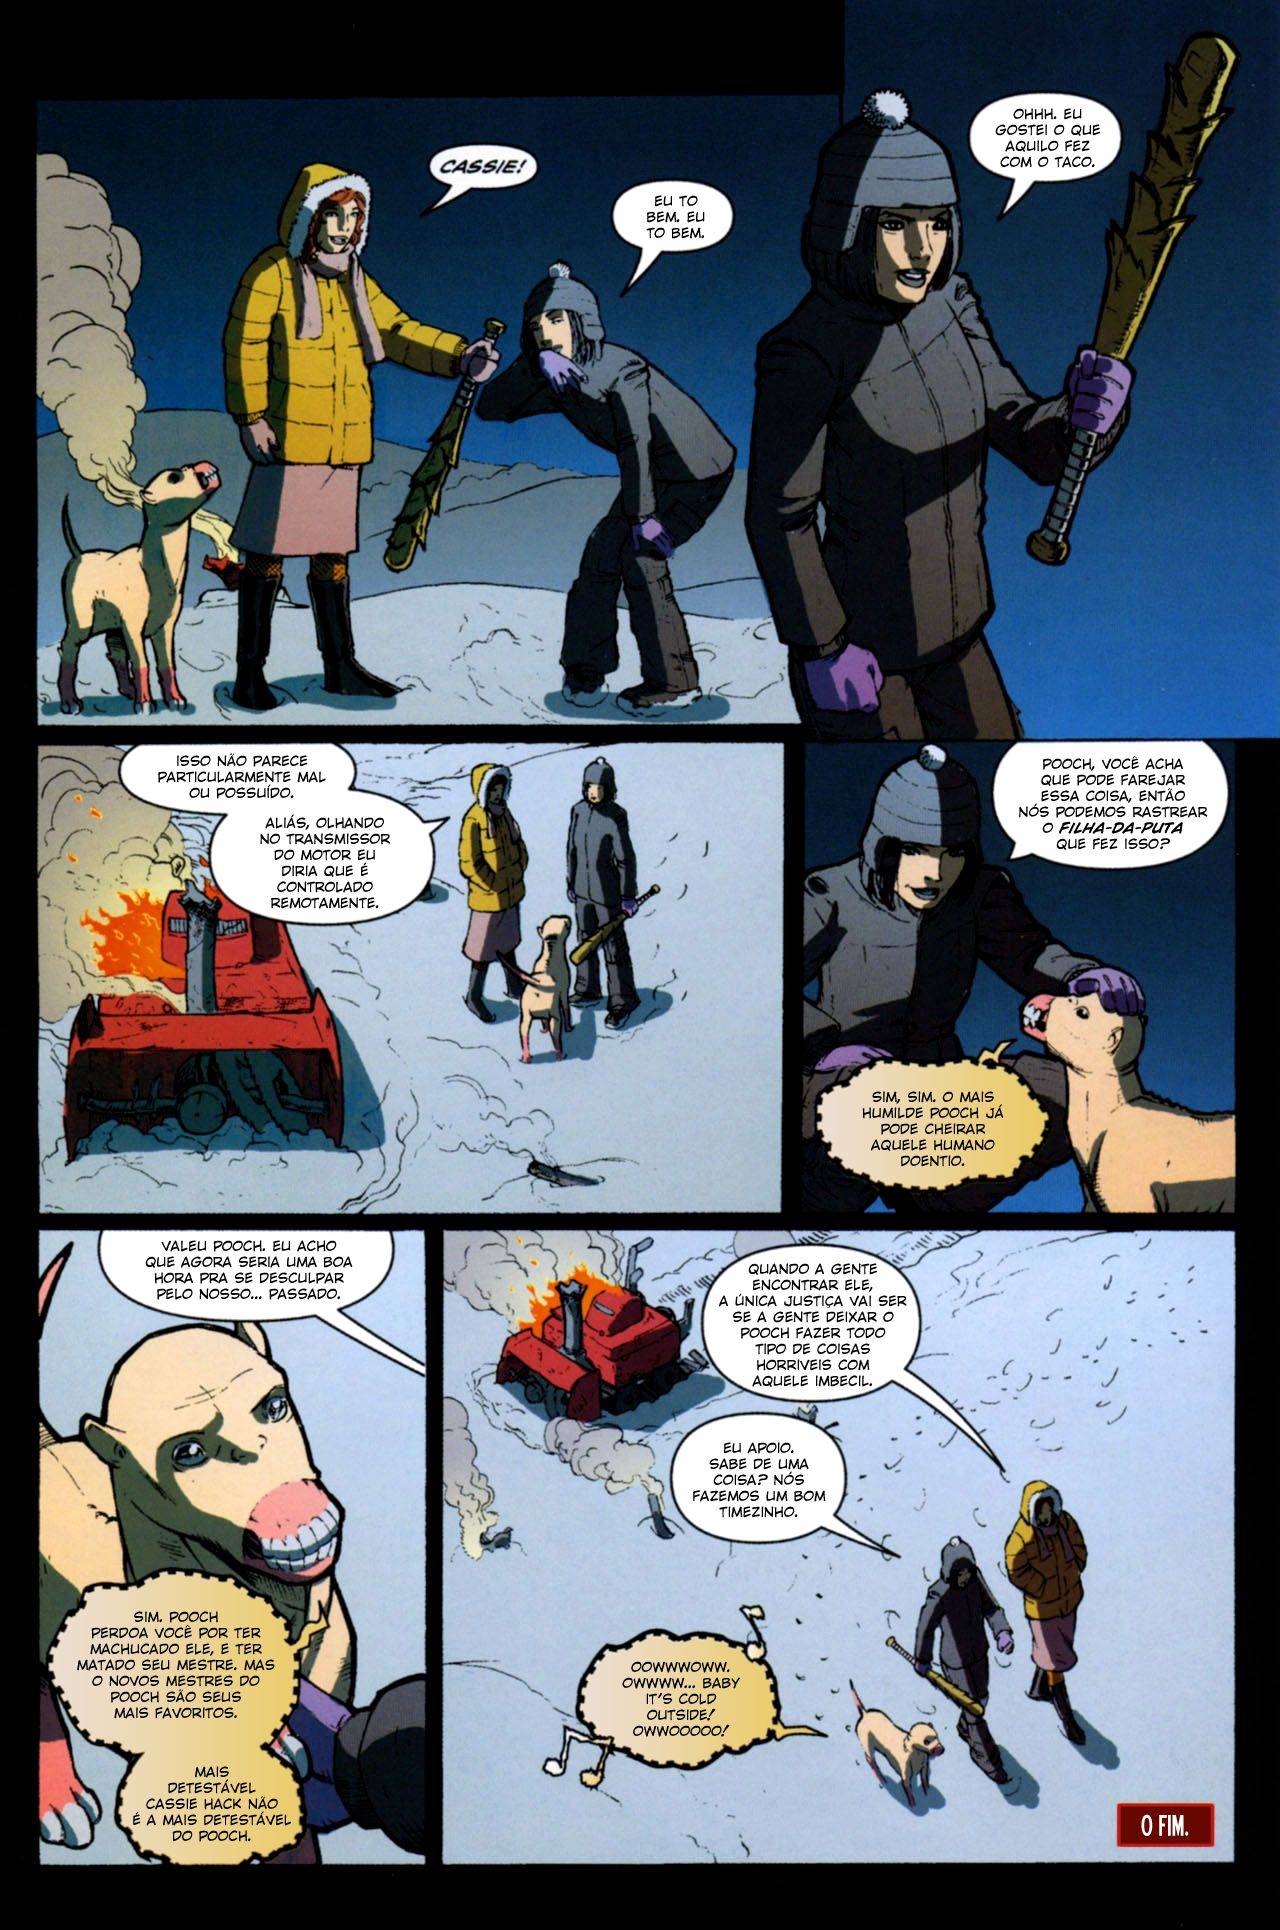 CASSIE!
EU TO
BEM. EU
TO BEM.
OHHH. EU
GOSTEI O QUE
AQUILO FEZ
COM O TACO.
ISSO NÃO PARECE
PARTICULARMENTE MAL
OU POSSUÍDO.
ALIÁS, OLHANDO
NO TRANSMISSOR
DO MOTOR EU
DIRIA QUE É
CONTROLADO
REMOTAMENTE.
POOCH, VOCÊ ACHA
QUE PODE FAREJAR
ESSA COISA, ENTÃO
NÓS PODEMOS RASTREAR
O FILHA-DA-PUTA
QUE FEZ ISSO?
SIM, SIM. O MAIS
HUMILDE POOCH JÁ
PODE CHEIRAR
AQUELE HUMANO
DOENTIO.
VALEU POOCH. EU ACHO
QUE AGORA SERIA UMA BOA
HORA PRA SE DESCULPAR
PELO NOSSO... PASSADO.
SIM. POOCH
PERDOA VOCÊ POR TER
MACHUCADO ELE, E TER
MATADO SEU MESTRE. MAS
O NOVOS MESTRES DO
POOCH SÃO SEUS
MAIS FAVORITOS.
MAIS
DETESTÁVEL
CASSIE HACK NÃO
É A MAIS DETESTÁVEL
DO POOCH.
QUANDO A GENTE
ENCONTRAR ELE,
A ÚNICA JUSTIÇA VAI SER
SE A GENTE DEIXAR O
POOCH FAZER TODO
TIPO DE COISAS
HORRIVEIS COM
AQUELE IMBECIL.
EU APOIO.
SABE DE UMA
COISA? NÓS
FAZEMOS UM BOM
TIMEZINHO.
OOWWWOWW.
OWWWW... BABY
IT'S COLD
OUTSIDE!
OWWOOOOO!
O FIM.